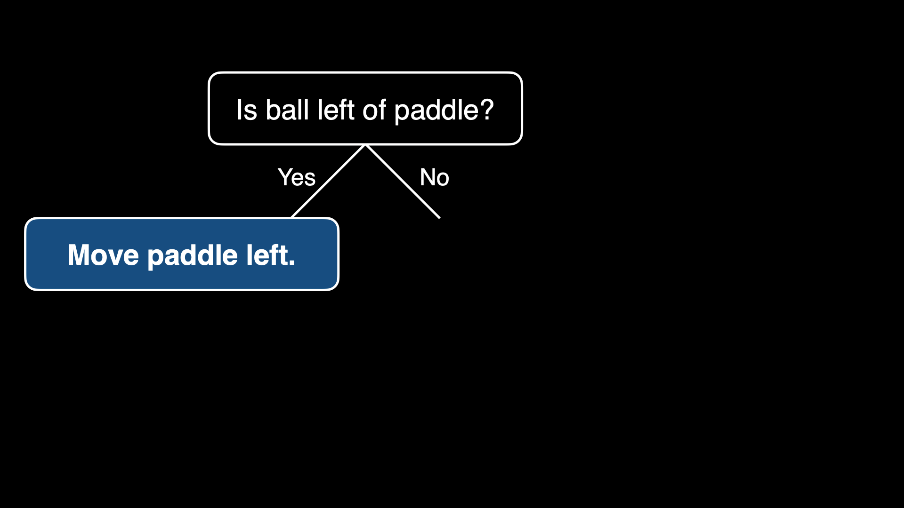 Is ball left of paddle?
Yes
No
Move paddle left.